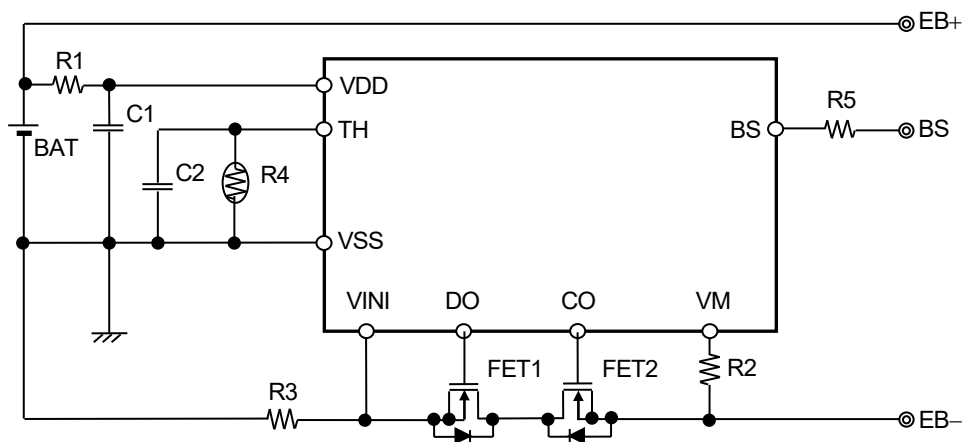 EB+
R1
VDD
C1
R5
TH
BS
BS
BAT
C2
R4
VSS
VINI
DO
CO
VM
FET1
FET2
R2
R3
EB−